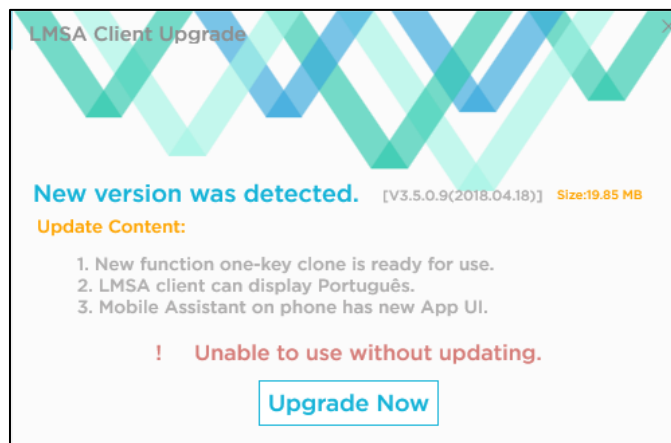 LMSA Client Upgrade
New version was detected. [V3.5.0.9(2018.04.18)] Size:19.85 MB
Update Content:
1. New function one-key clone is ready for use.
2. LMSA client can display Português.
3. Mobile Assistant on phone has new App UI.
! Unable to use without updating.
Upgrade Now